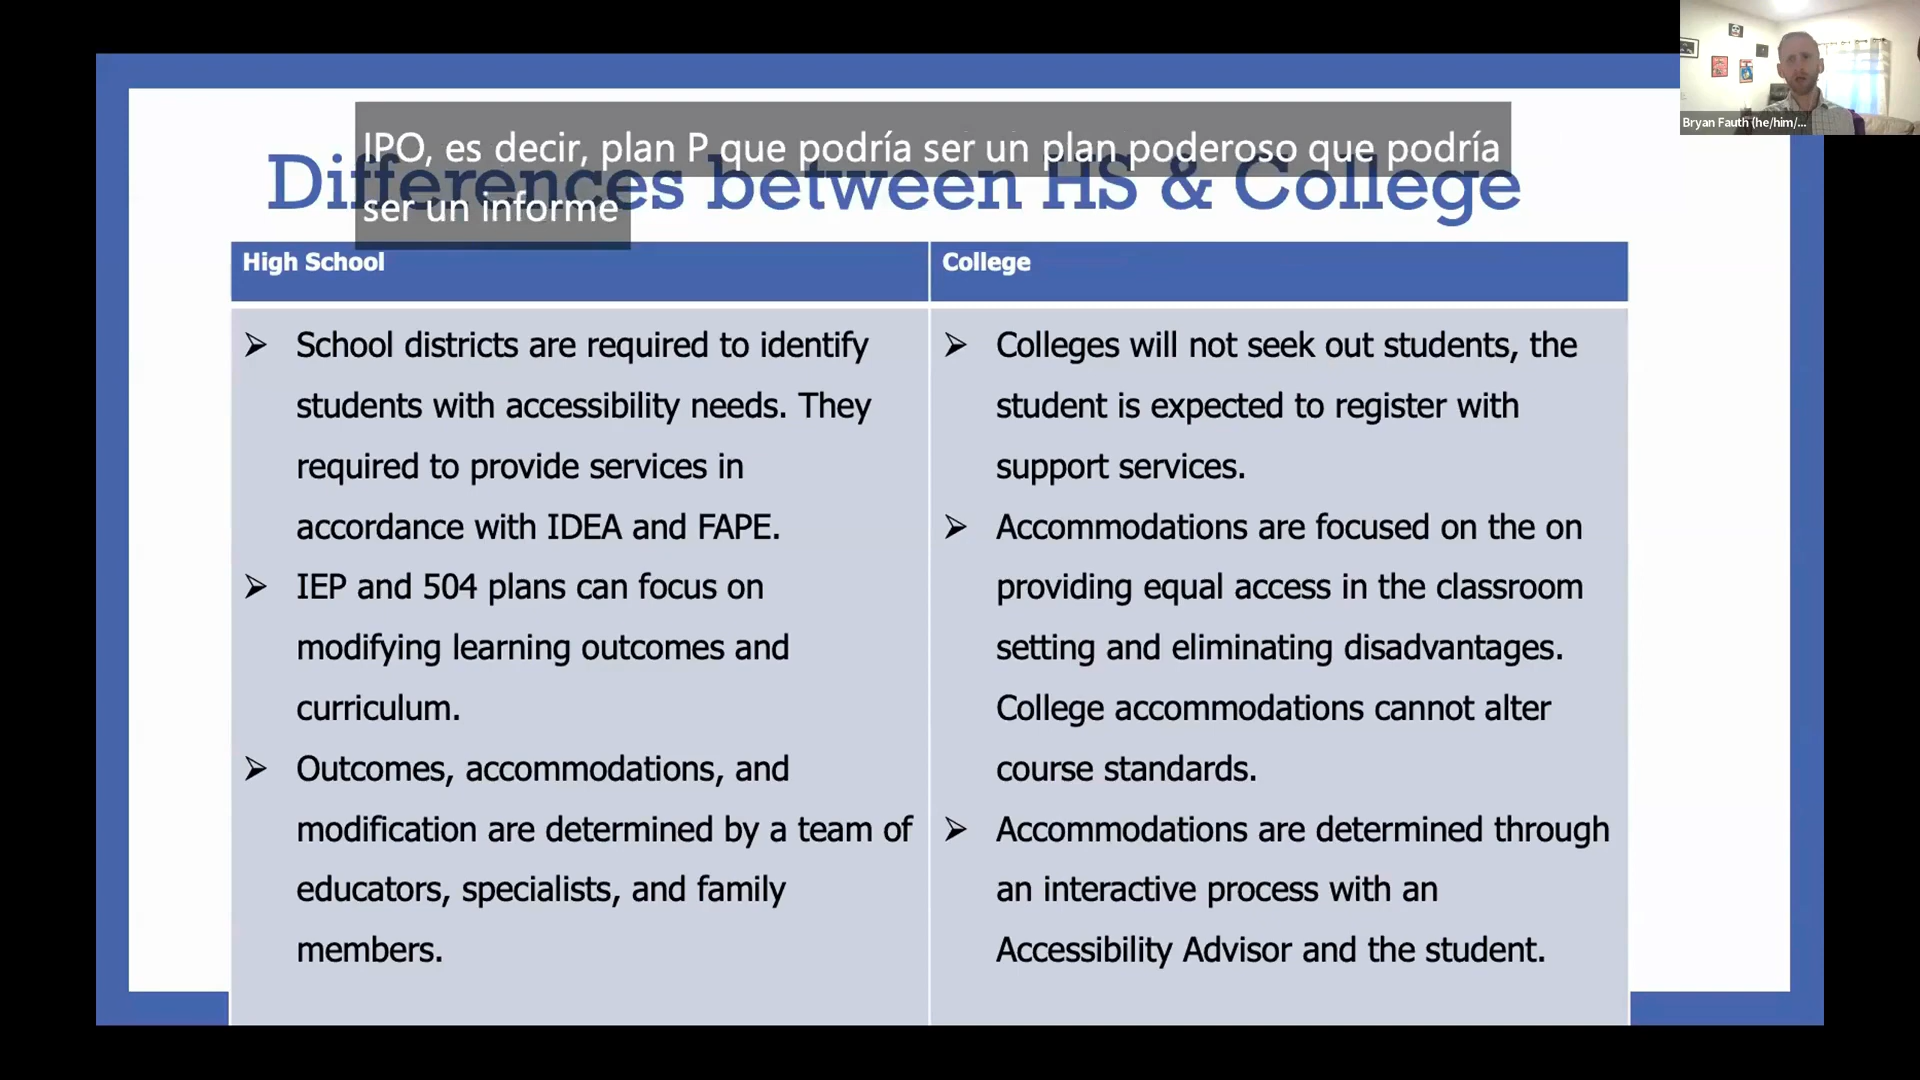 Bryan Fauth (he/him/...
IPO, es decir, plan P que podría ser un plan poderoso que podría
ser un informe
Differences between HS & College
High School
School districts are required to identify
students with accessibility needs. They
required to provide services in
accordance with IDEA and FAPE.
IEP and 504 plans can focus on
modifying learning outcomes and
curriculum.
Outcomes, accommodations, and
modification are determined by a team of
educators, specialists, and family
members.
College
Colleges will not seek out students, the
student is expected to register with
support services.
Accommodations are focused on the on
providing equal access in the classroom
setting and eliminating disadvantages.
College accommodations cannot alter
course standards.
Accommodations are determined through
an interactive process with an
Accessibility Advisor and the student.